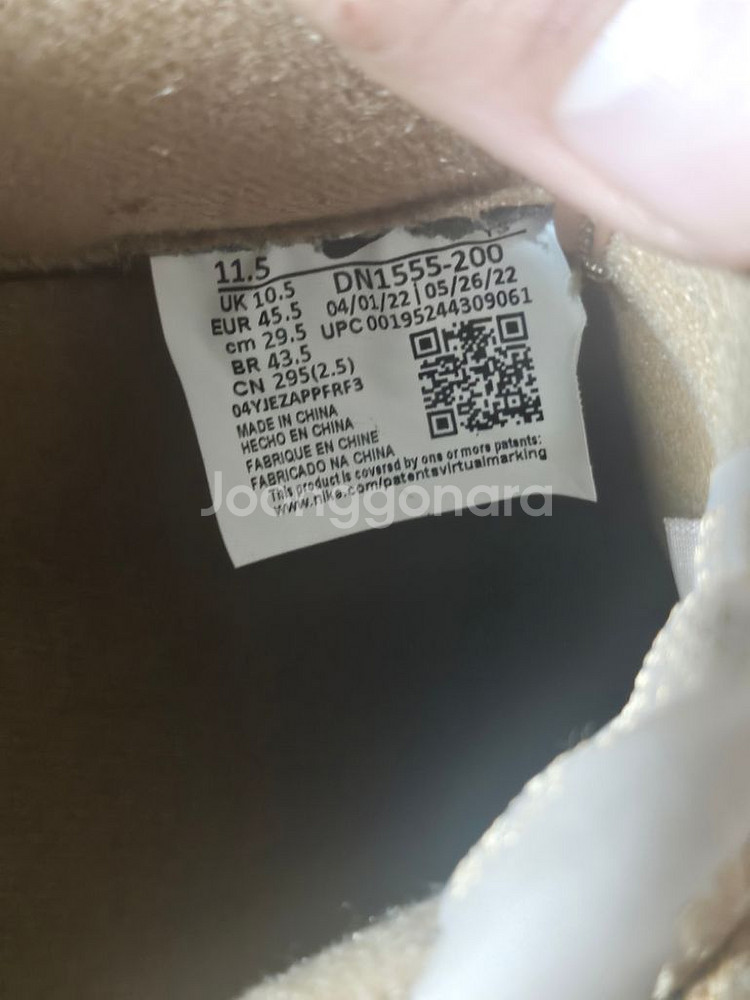 11.5
UK 10.5
EUR 45.5
cm 29.5
BR 43.5
CN 295(2.5)
04YJEZAPPFRF3
DN1555-200
04/01/22 | 05/26/22
UPC 00195244309061
MADE IN CHINA
HECHO EN CHINA
FABRIQUE EN CHINE
FABRICADO NA CHINA
This product is covered by one or more patents:
www.nike.com/patentsvirtualmarking
Joonggonara